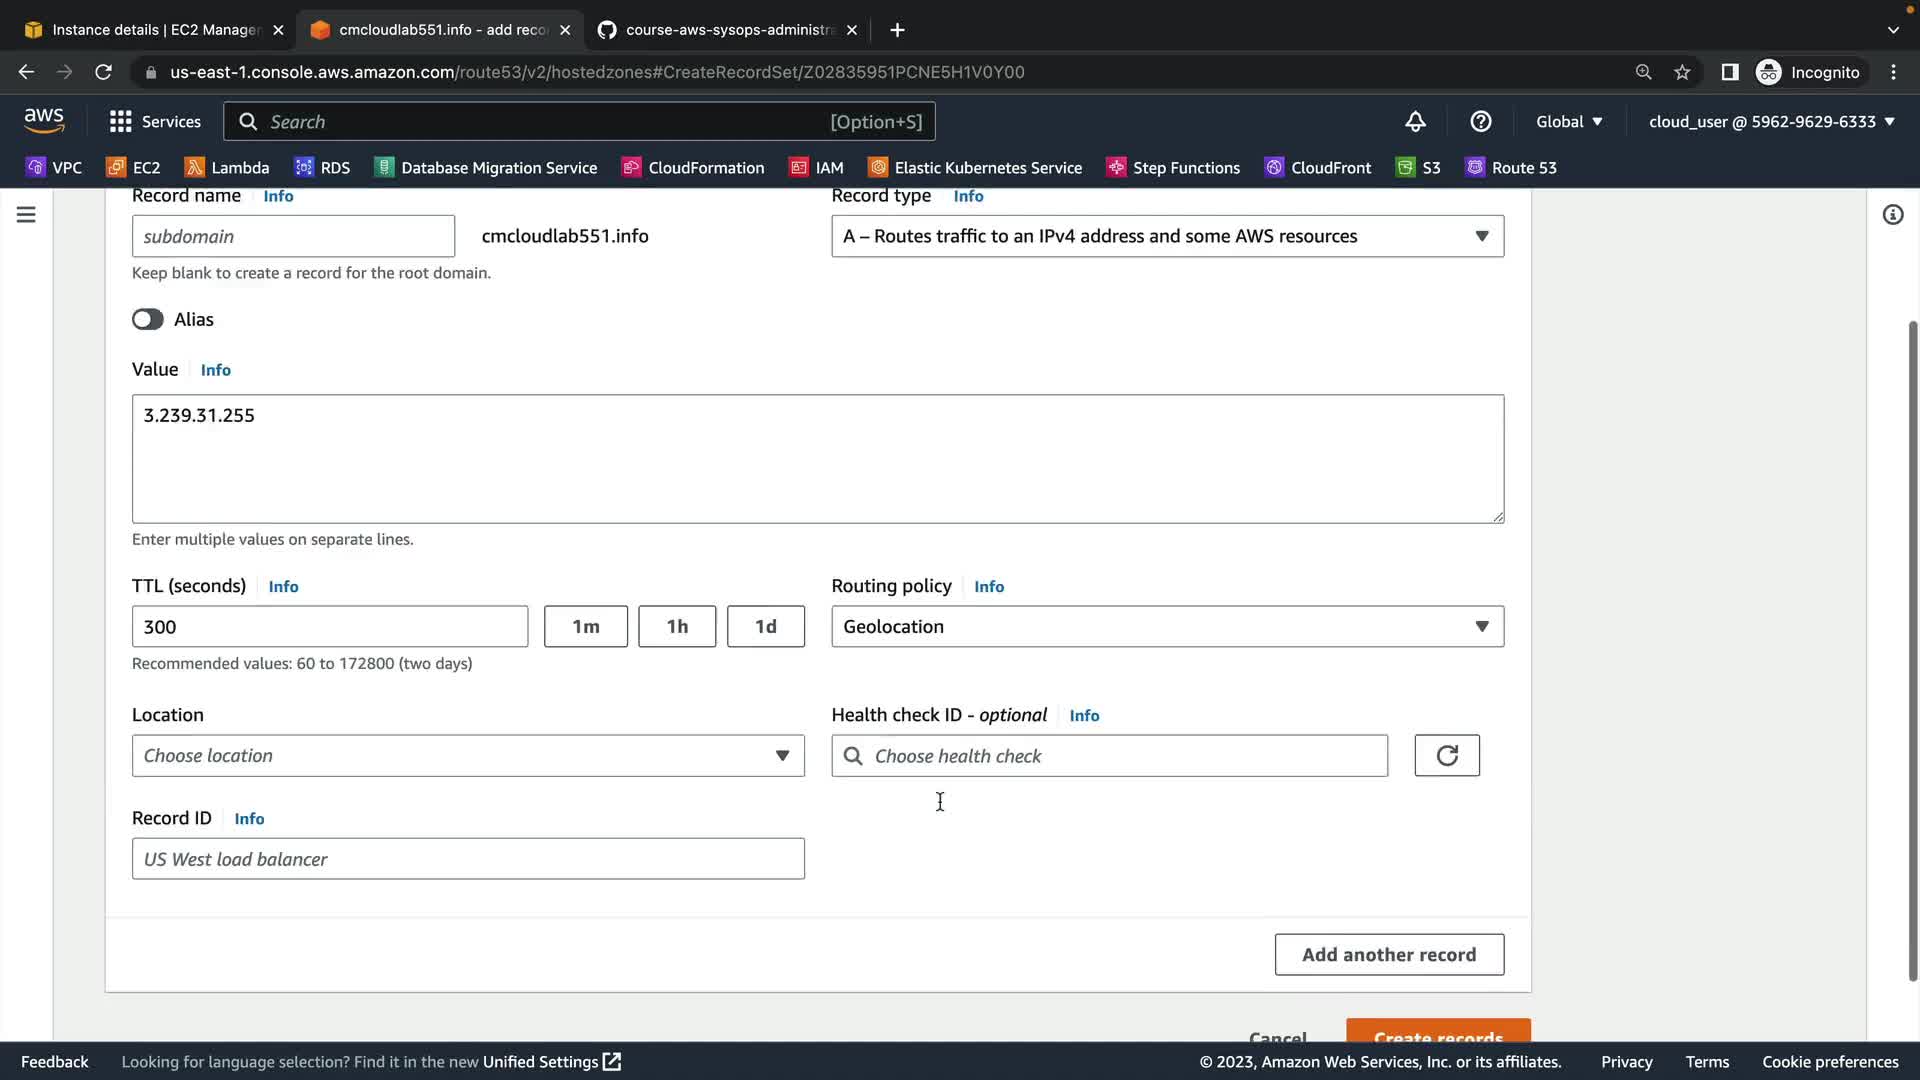 Instance details | EC2 Manager
cmcloudlab551.info - add reco
course-aws-sysops-administra
us-east-1.console.aws.amazon.com/route53/v2/hostedzones#CreateRecordSet/Z02835951PCNE5H1V0Y00
Incognito
aws
Services
Search
[Option+S]
Global
cloud_user @ 5962-9629-6333
VPC
EC2
Lambda
RDS
Database Migration Service
CloudFormation
IAM
Elastic Kubernetes Service
Step Functions
CloudFront
S3
Route 53
Record name Info
Record type Info
subdomain
cmcloudlab551.info
A – Routes traffic to an IPv4 address and some AWS resources
Keep blank to create a record for the root domain.
Alias
Value Info
3.239.31.255
Enter multiple values on separate lines.
TTL (seconds) Info
Routing policy Info
300
1m
1h
1d
Geolocation
Recommended values: 60 to 172800 (two days)
Location
Health check ID - optional Info
Choose location
Choose health check
Record ID Info
US West load balancer
Add another record
Cancel
Create records
Feedback
Looking for language selection? Find it in the new Unified Settings
© 2023, Amazon Web Services, Inc. or its affiliates.
Privacy
Terms
Cookie preferences